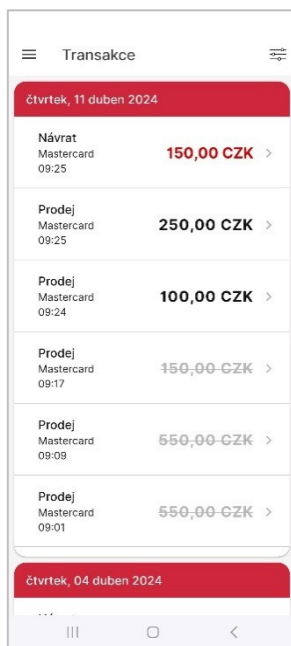 Transakce
čtvrtek, 11 duben 2024
Návrat
Mastercard
09:25
150,00 CZK
Prodej
Mastercard
09:25
250,00 CZK
Prodej
Mastercard
09:24
100,00 CZK
Prodej
Mastercard
09:17
150,00 CZK
Prodej
Mastercard
09:09
550,00 CZK
Prodej
Mastercard
09:01
550,00 CZK
čtvrtek, 04 duben 2024